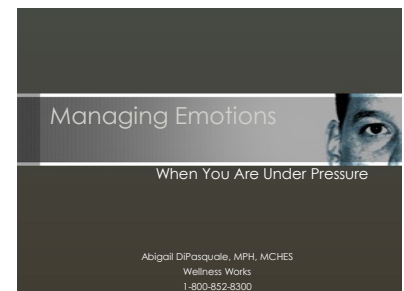 Managing Emotions
When You Are Under Pressure
Abigail DiPasquale, MPH, MCHES
Wellness Works
1-800-852-8300